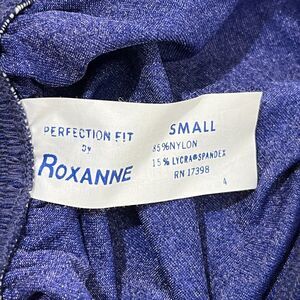 PERFECTION FIT
by
ROXANNE
SMALL
85% NYLON
15% LYCRA® SPANDEX
RN 17398
4